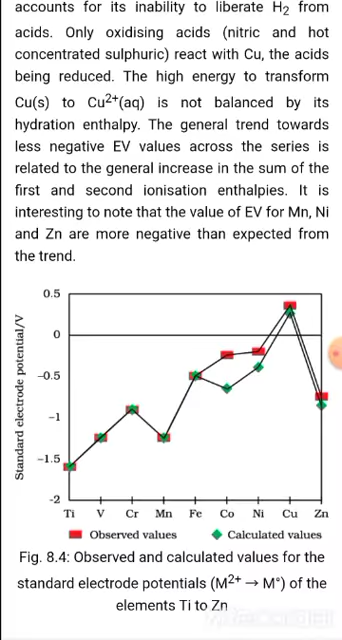 accounts for its inability to liberate H₂ from
acids. Only oxidising acids (nitric and hot
concentrated sulphuric) react with Cu, the acids
being reduced. The high energy to transform
Cu(s) to Cu²⁺(aq) is not balanced by its
hydration enthalpy. The general trend towards
less negative EV values across the series is
related to the general increase in the sum of the
first and second ionisation enthalpies. It is
interesting to note that the value of EV for Mn, Ni
and Zn are more negative than expected from
the trend.
Standard electrode potential/V
0.5
0
-0.5
-1
-1.5
-2
Ti V Cr Mn Fe Co Ni Cu Zn
Observed values Calculated values
Fig. 8.4: Observed and calculated values for the
standard electrode potentials (M²⁺ → M°) of the
elements Ti to Zn